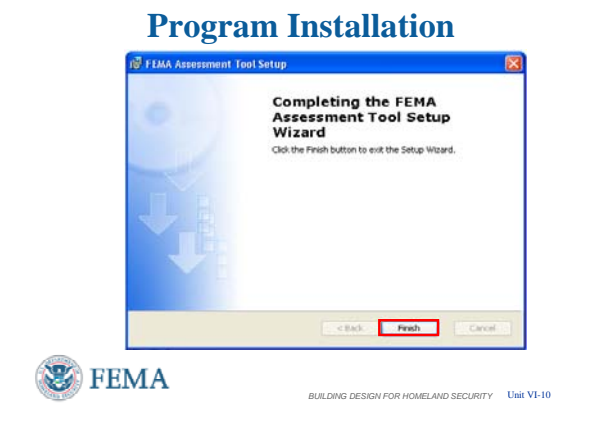 Program Installation
FEMA Assessment Tool Setup
Completing the FEMA
Assessment Tool Setup
Wizard
Click the Finish button to exit the Setup Wizard.
< Back
Finish
Cancel
FEMA
BUILDING DESIGN FOR HOMELAND SECURITY
Unit VI-10